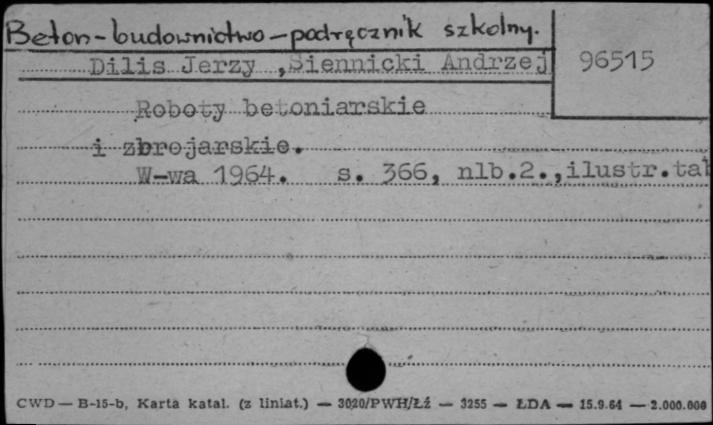 Beton-budownictwo-podręcznik szkolny.
Dilis Jerzy ,Siennicki Andrzej
96515
Roboty betoniarskie
i zbrojarskie.
W-wa 1964. s. 366, nlb.2.,ilustr.tab
CWD — B-15-b, Karta katal. (z liniat.) — 3020/PWH/Łź — 3255 — ŁDA — 15.9.64 — 2.000.000